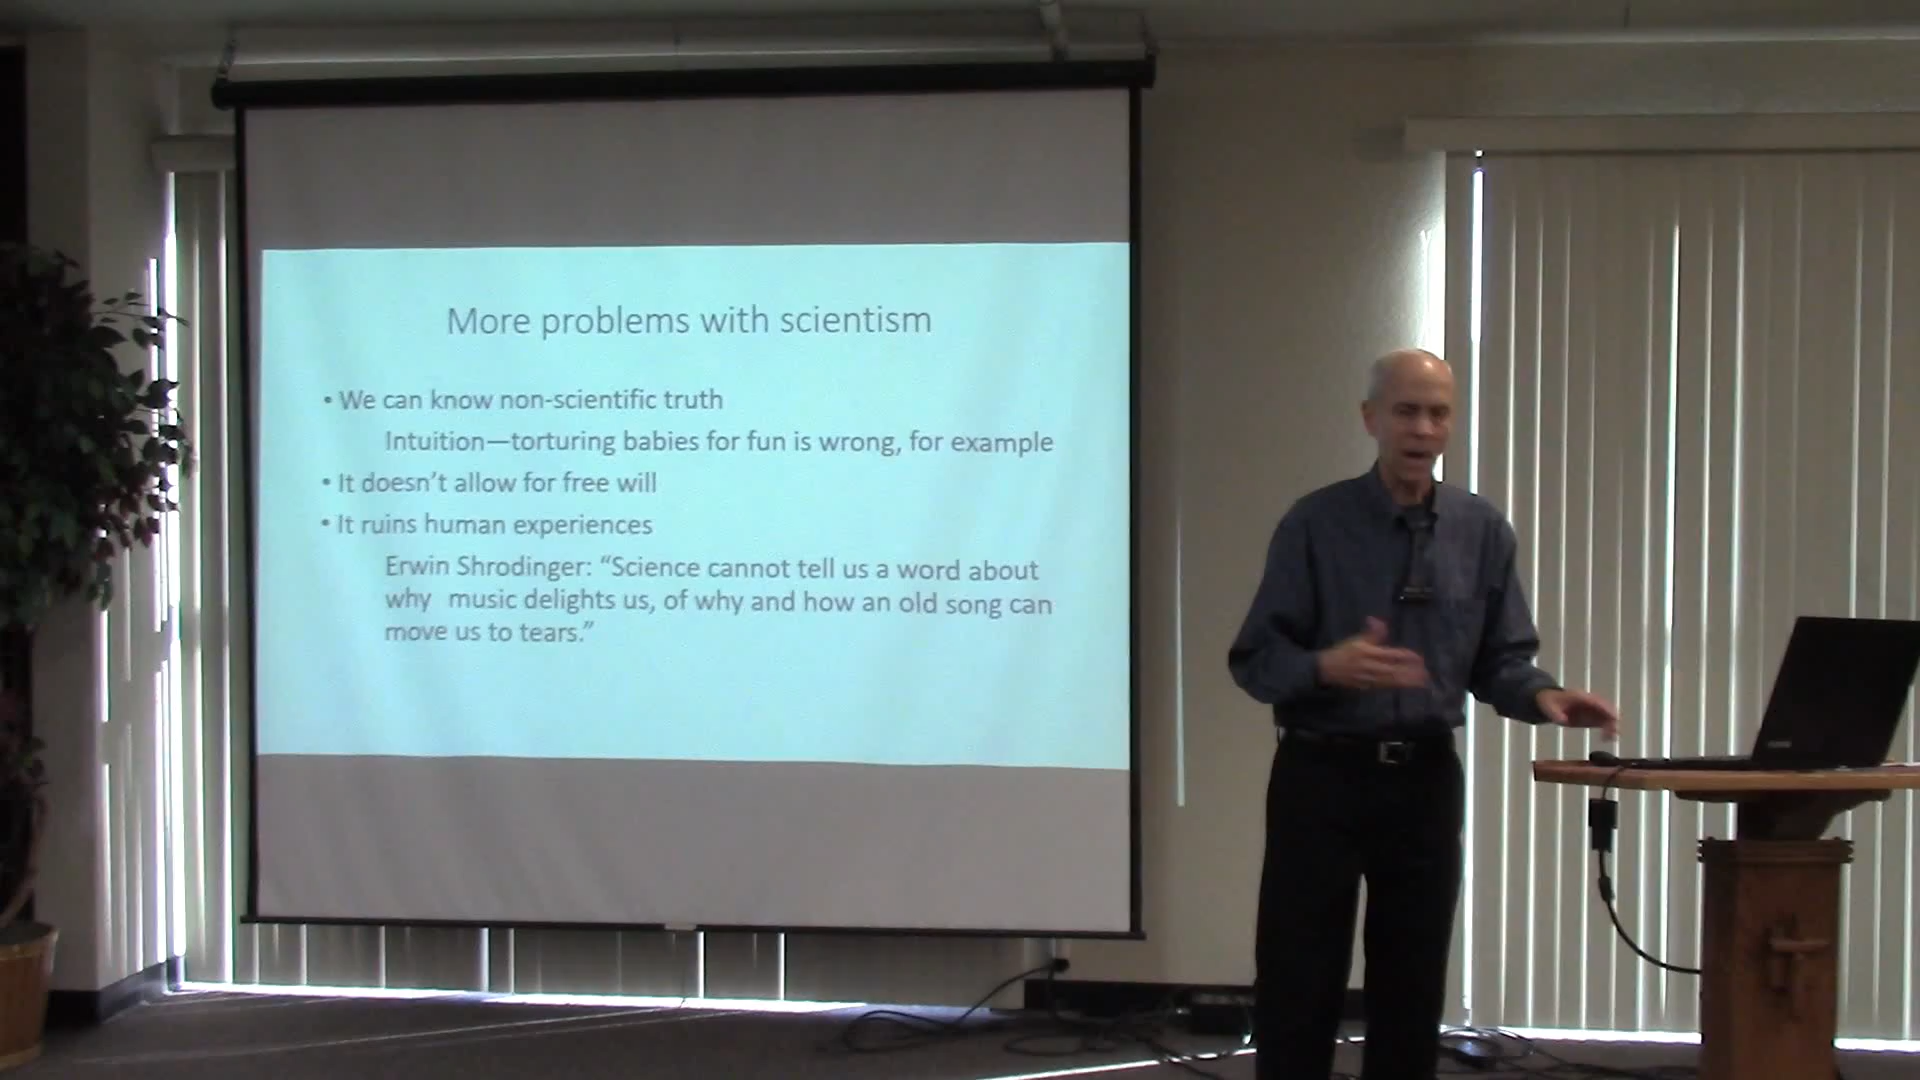 More problems with scientism
• We can know non-scientific truth
Intuition—torturing babies for fun is wrong, for example
• It doesn't allow for free will
• It ruins human experiences
Erwin Shrodinger: “Science cannot tell us a word about
why music delights us, of why and how an old song can
move us to tears.”